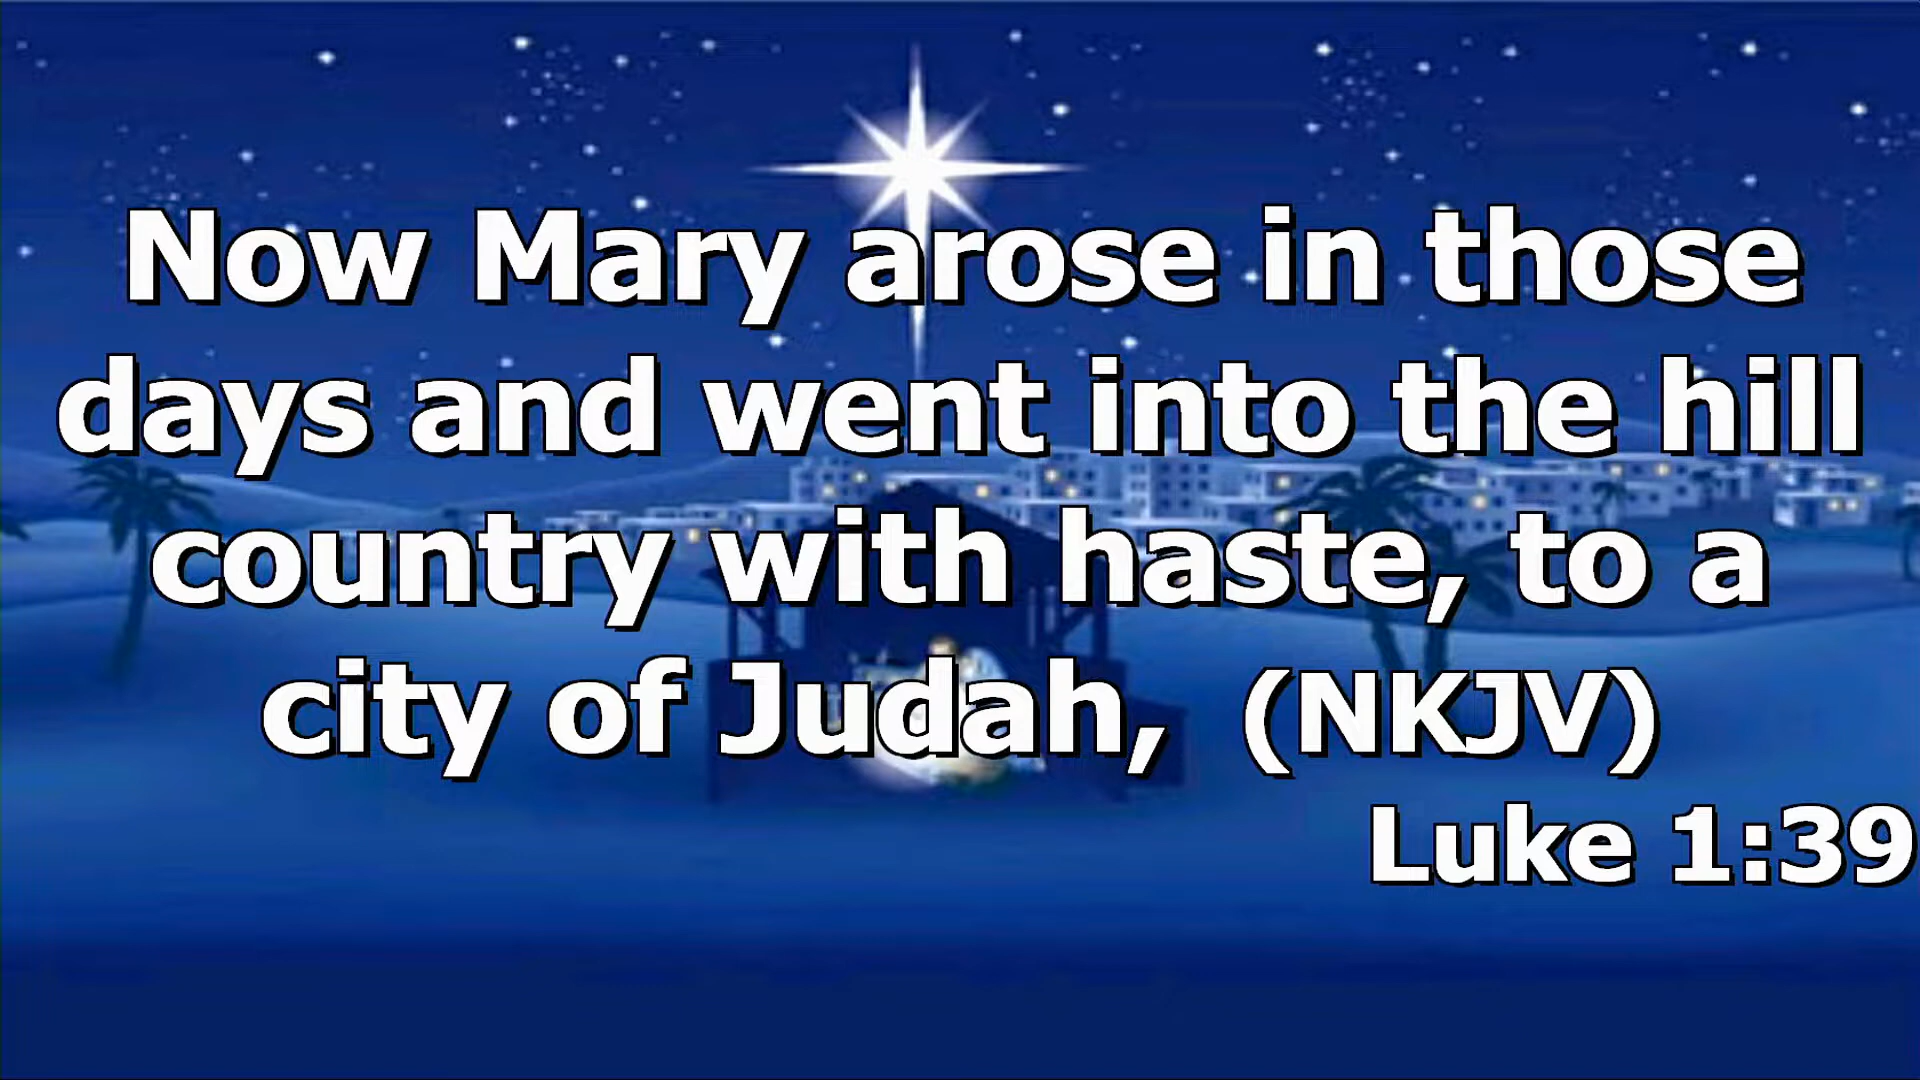 Now Mary arose in those
days and went into the hill
country with haste, to a
city of Judah, (NKJV)
Luke 1:39